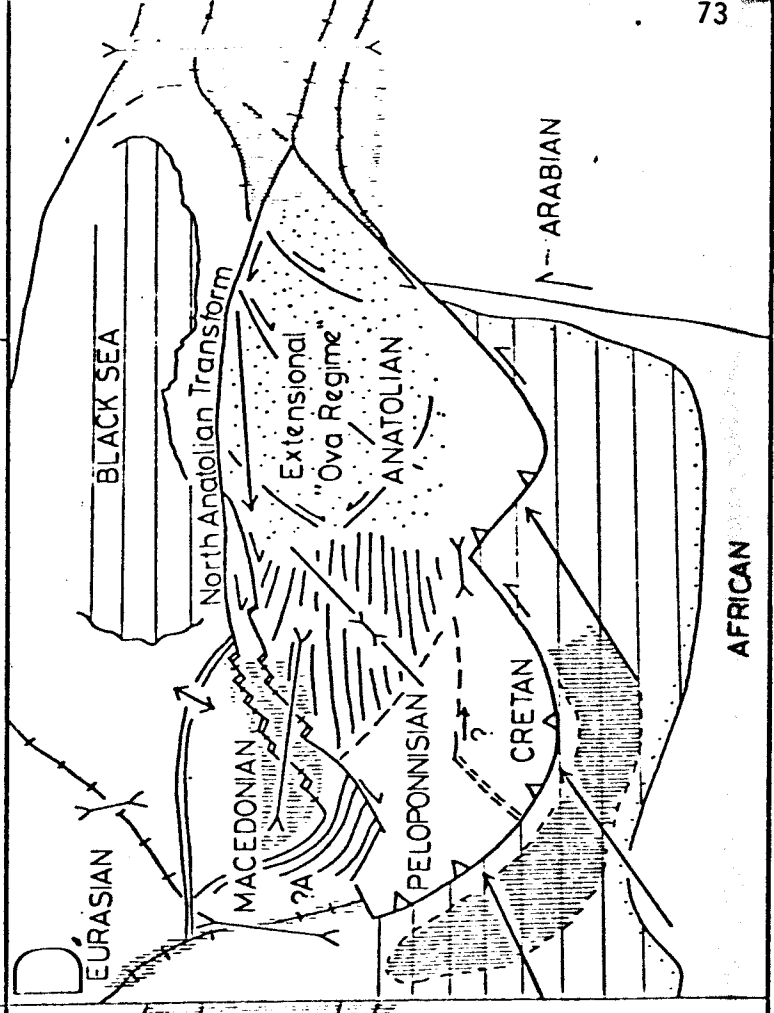 73
D
EURASIAN
BLACK SEA
North Anatolian Transform
MACEDONIAN
?A
Extensional
"Ova Regime"
ANATOLIAN
ARABIAN
PELOPONNISIAN
?
CRETAN
AFRICAN